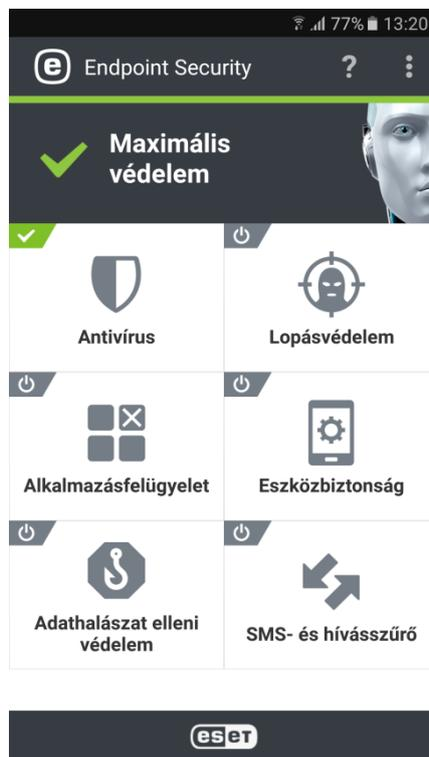 77% 13:20
e Endpoint Security ?
Maximális
védelem
Antivírus Lopásvédelem
Alkalmazásfelügyelet Eszközbiztonság
Adathalászat elleni
védelem
SMS- és hívásszűrő
eseT